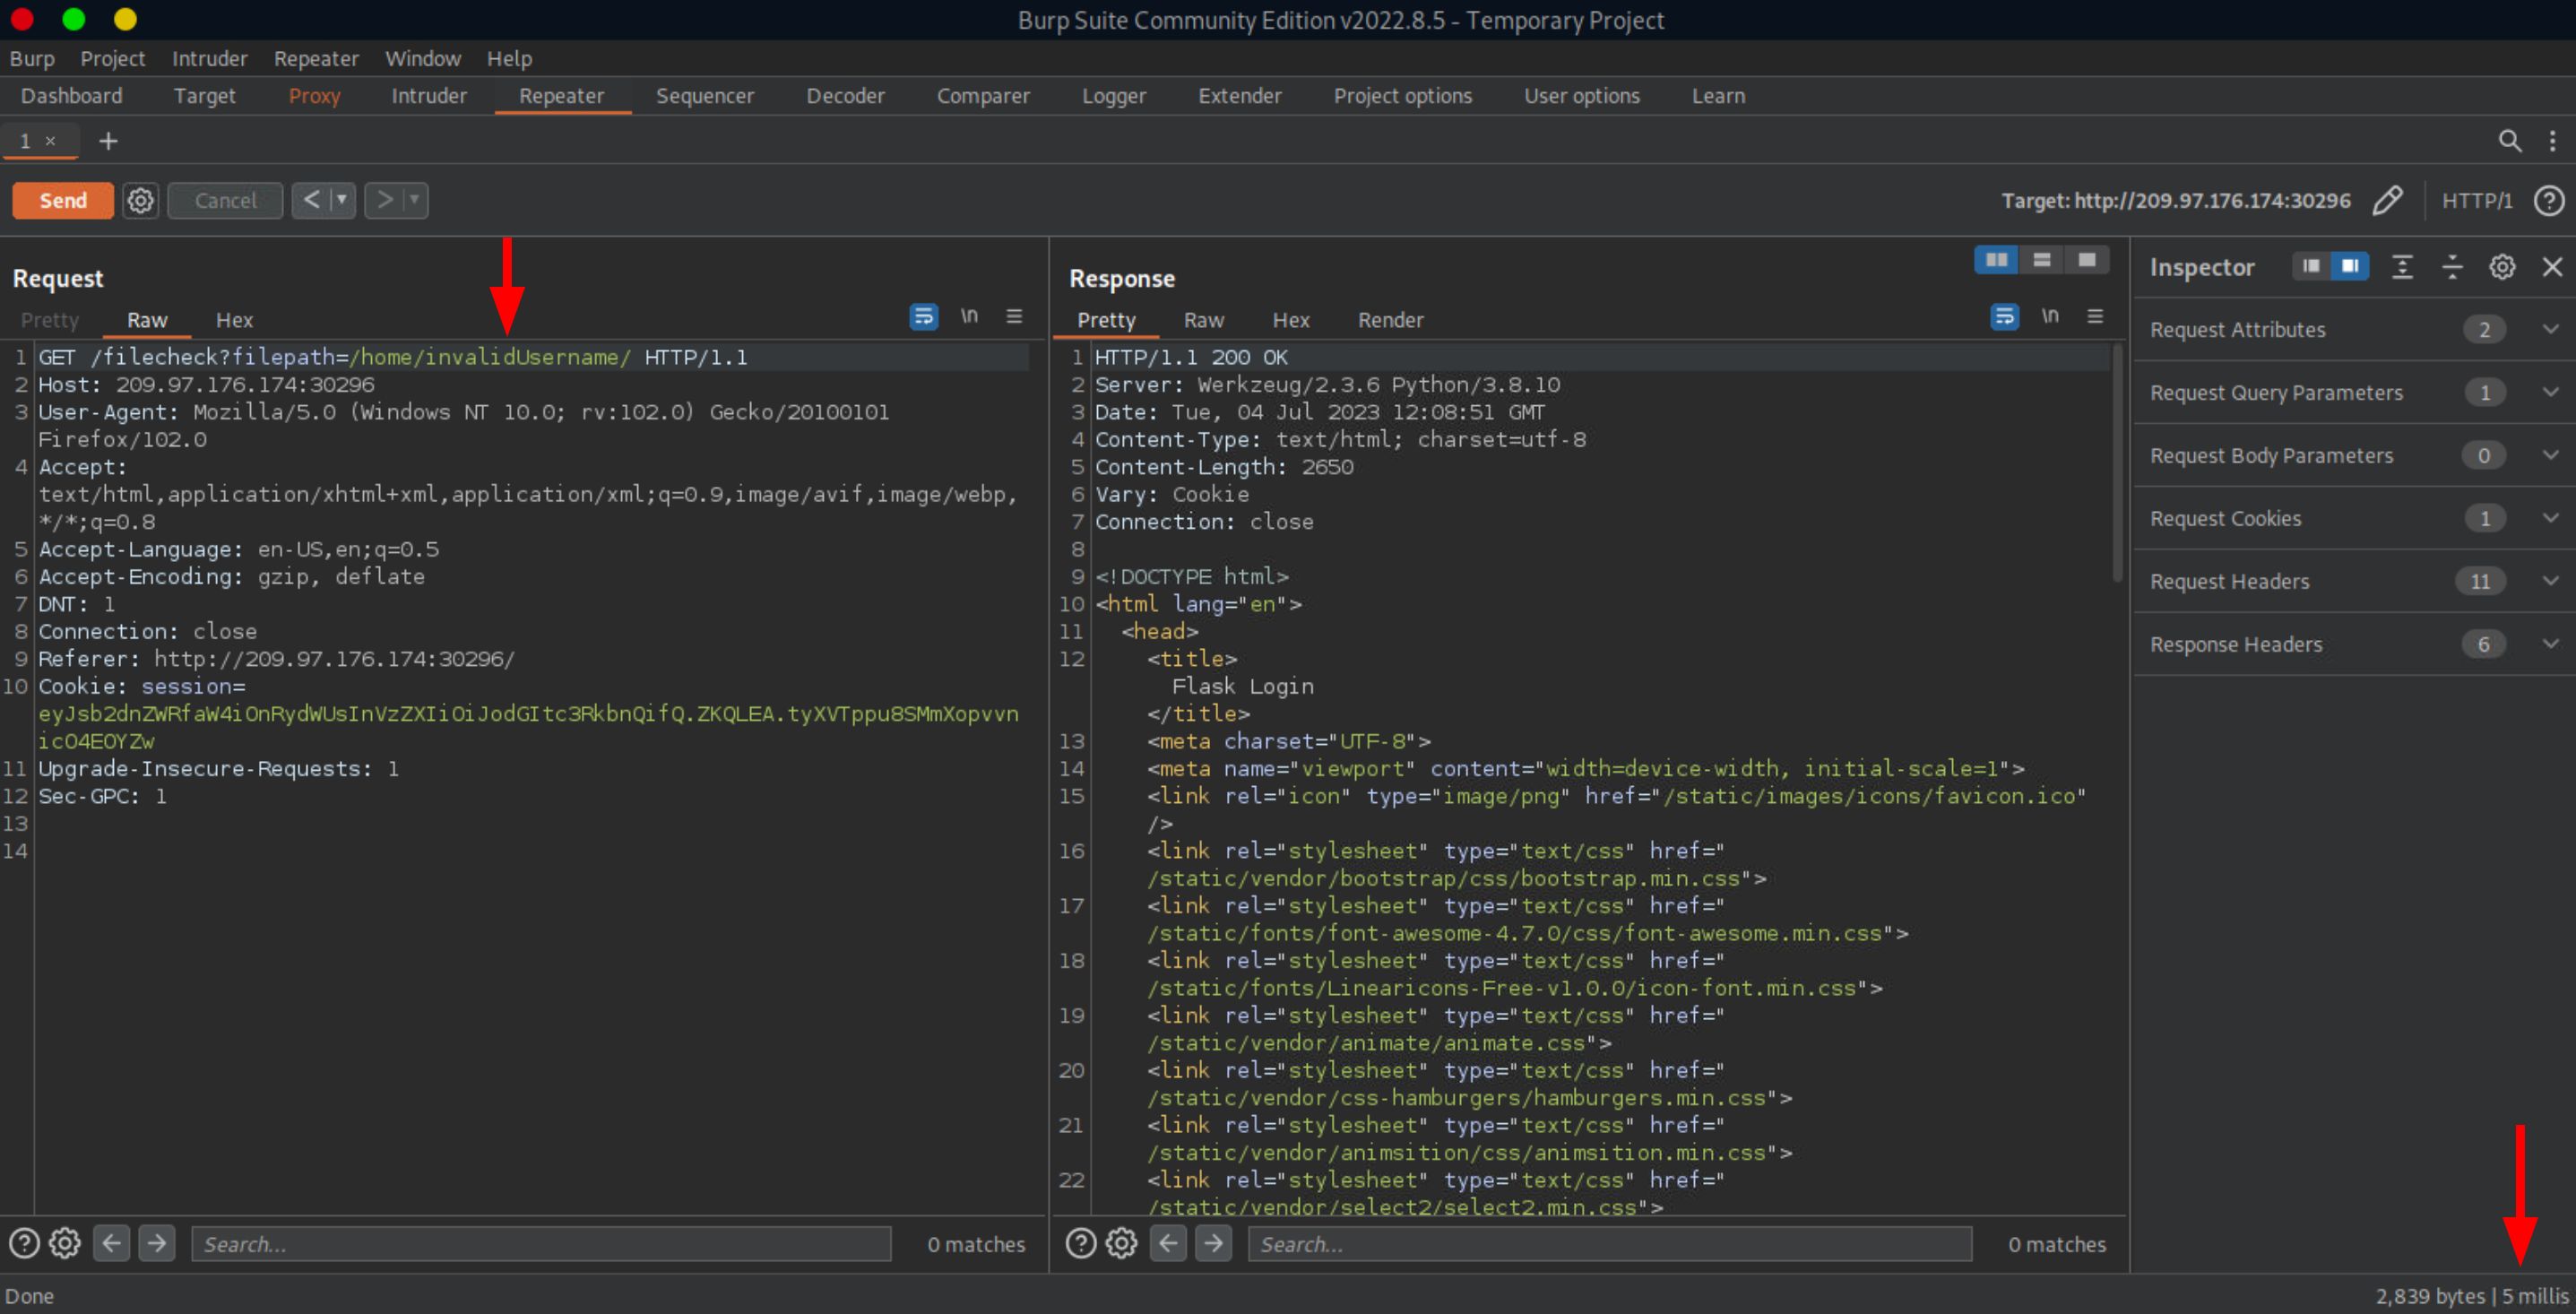 Burp Suite Community Edition v2022.8.5 - Temporary Project
Burp Project Intruder Repeater Window Help
Dashboard Target Proxy Intruder Repeater Sequencer Decoder Comparer Logger Extender Project options User options Learn
1 × +
Send Cancel < > Target: http://209.97.176.174:30296 HTTP/1 ?
Request
Pretty Raw Hex \n
1 GET /filecheck?filepath=/home/invalidUsername/ HTTP/1.1
2 Host: 209.97.176.174:30296
3 User-Agent: Mozilla/5.0 (Windows NT 10.0; rv:102.0) Gecko/20100101
Firefox/102.0
4 Accept:
text/html,application/xhtml+xml,application/xml;q=0.9,image/avif,image/webp,
*/*;q=0.8
5 Accept-Language: en-US,en;q=0.5
6 Accept-Encoding: gzip, deflate
7 DNT: 1
8 Connection: close
9 Referer: http://209.97.176.174:30296/
10 Cookie: session=
eyJsb2dnZWRfaW4iOnRydWUsInVzZXIiOiJodGItc3RkbnQifQ.ZKQLEA.tyXVTppu8SMmXopvvn
icO4EOYZw
11 Upgrade-Insecure-Requests: 1
12 Sec-GPC: 1
13
14
? Search... 0 matches
Response
Pretty Raw Hex Render \n
1 HTTP/1.1 200 OK
2 Server: Werkzeug/2.3.6 Python/3.8.10
3 Date: Tue, 04 Jul 2023 12:08:51 GMT
4 Content-Type: text/html; charset=utf-8
5 Content-Length: 2650
6 Vary: Cookie
7 Connection: close
8
9 <!DOCTYPE html>
10 <html lang="en">
11 <head>
12 <title>
Flask Login
</title>
13 <meta charset="UTF-8">
14 <meta name="viewport" content="width=device-width, initial-scale=1">
15 <link rel="icon" type="image/png" href="/static/images/icons/favicon.ico"
/>
16 <link rel="stylesheet" type="text/css" href="
/static/vendor/bootstrap/css/bootstrap.min.css">
17 <link rel="stylesheet" type="text/css" href="
/static/fonts/font-awesome-4.7.0/css/font-awesome.min.css">
18 <link rel="stylesheet" type="text/css" href="
/static/fonts/Linearicons-Free-v1.0.0/icon-font.min.css">
19 <link rel="stylesheet" type="text/css" href="
/static/vendor/animate/animate.css">
20 <link rel="stylesheet" type="text/css" href="
/static/vendor/css-hamburgers/hamburgers.min.css">
21 <link rel="stylesheet" type="text/css" href="
/static/vendor/animsition/css/animsition.min.css">
22 <link rel="stylesheet" type="text/css" href="
/static/vendor/select2/select2.min.css">
? Search... 0 matches
Inspector
Request Attributes 2
Request Query Parameters 1
Request Body Parameters 0
Request Cookies 1
Request Headers 11
Response Headers 6
Done
2,839 bytes | 5 millis